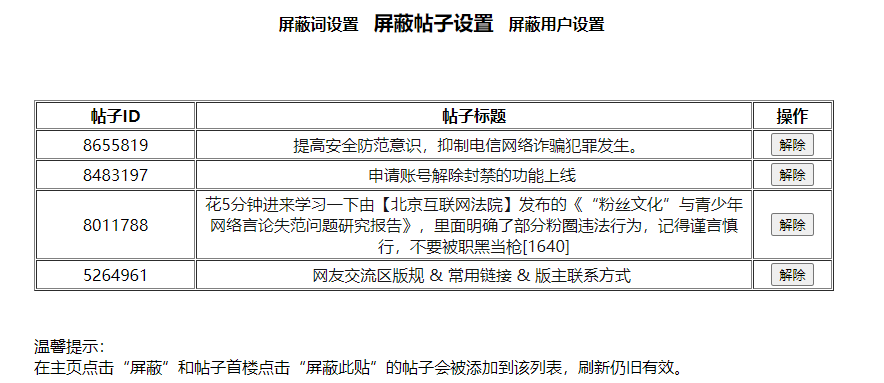 屏蔽词设置 屏蔽帖子设置 屏蔽用户设置
帖子ID 帖子标题 操作
8655819 提高安全防范意识，抑制电信网络诈骗犯罪发生。 解除
8483197 申请账号解除封禁的功能上线 解除
花5分钟进来学习一下由【北京互联网法院】发布的《“粉丝文化”与青少年
8011788 网络言论失范问题研究报告》，里面明确了部分粉圈违法行为，记得谨言慎 解除
行，不要被职黑当枪[1640]
5264961 网友交流区版规 & 常用链接 & 版主联系方式 解除
温馨提示：
在主页点击“屏蔽”和帖子首楼点击“屏蔽此贴”的帖子会被添加到该列表，刷新仍旧有效。